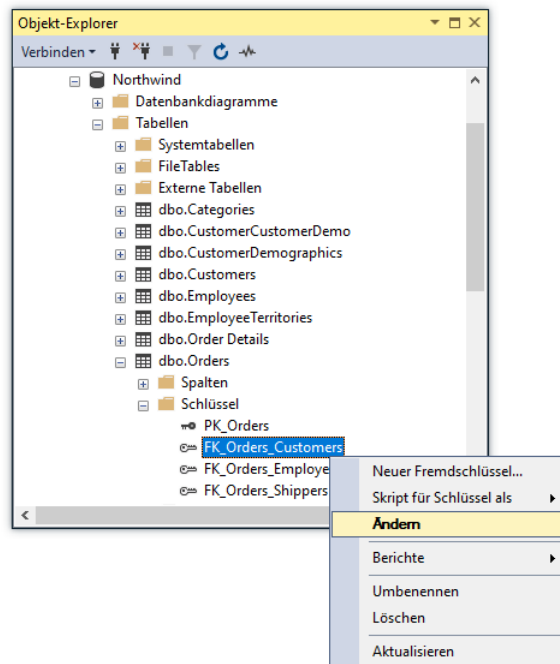 Objekt-Explorer
Verbinden
Northwind
Datenbankdiagramme
Tabellen
Systemtabellen
FileTables
Externe Tabellen
dbo.Categories
dbo.CustomerCustomerDemo
dbo.CustomerDemographics
dbo.Customers
dbo.Employees
dbo.EmployeeTerritories
dbo.Order Details
dbo.Orders
Spalten
Schlüssel
PK_Orders
FK_Orders_Customers
FK_Orders_Employe
FK_Orders_Shippers
Neuer Fremdschlüssel...
Skript für Schlüssel als
Ändern
Berichte
Umbenennen
Löschen
Aktualisieren